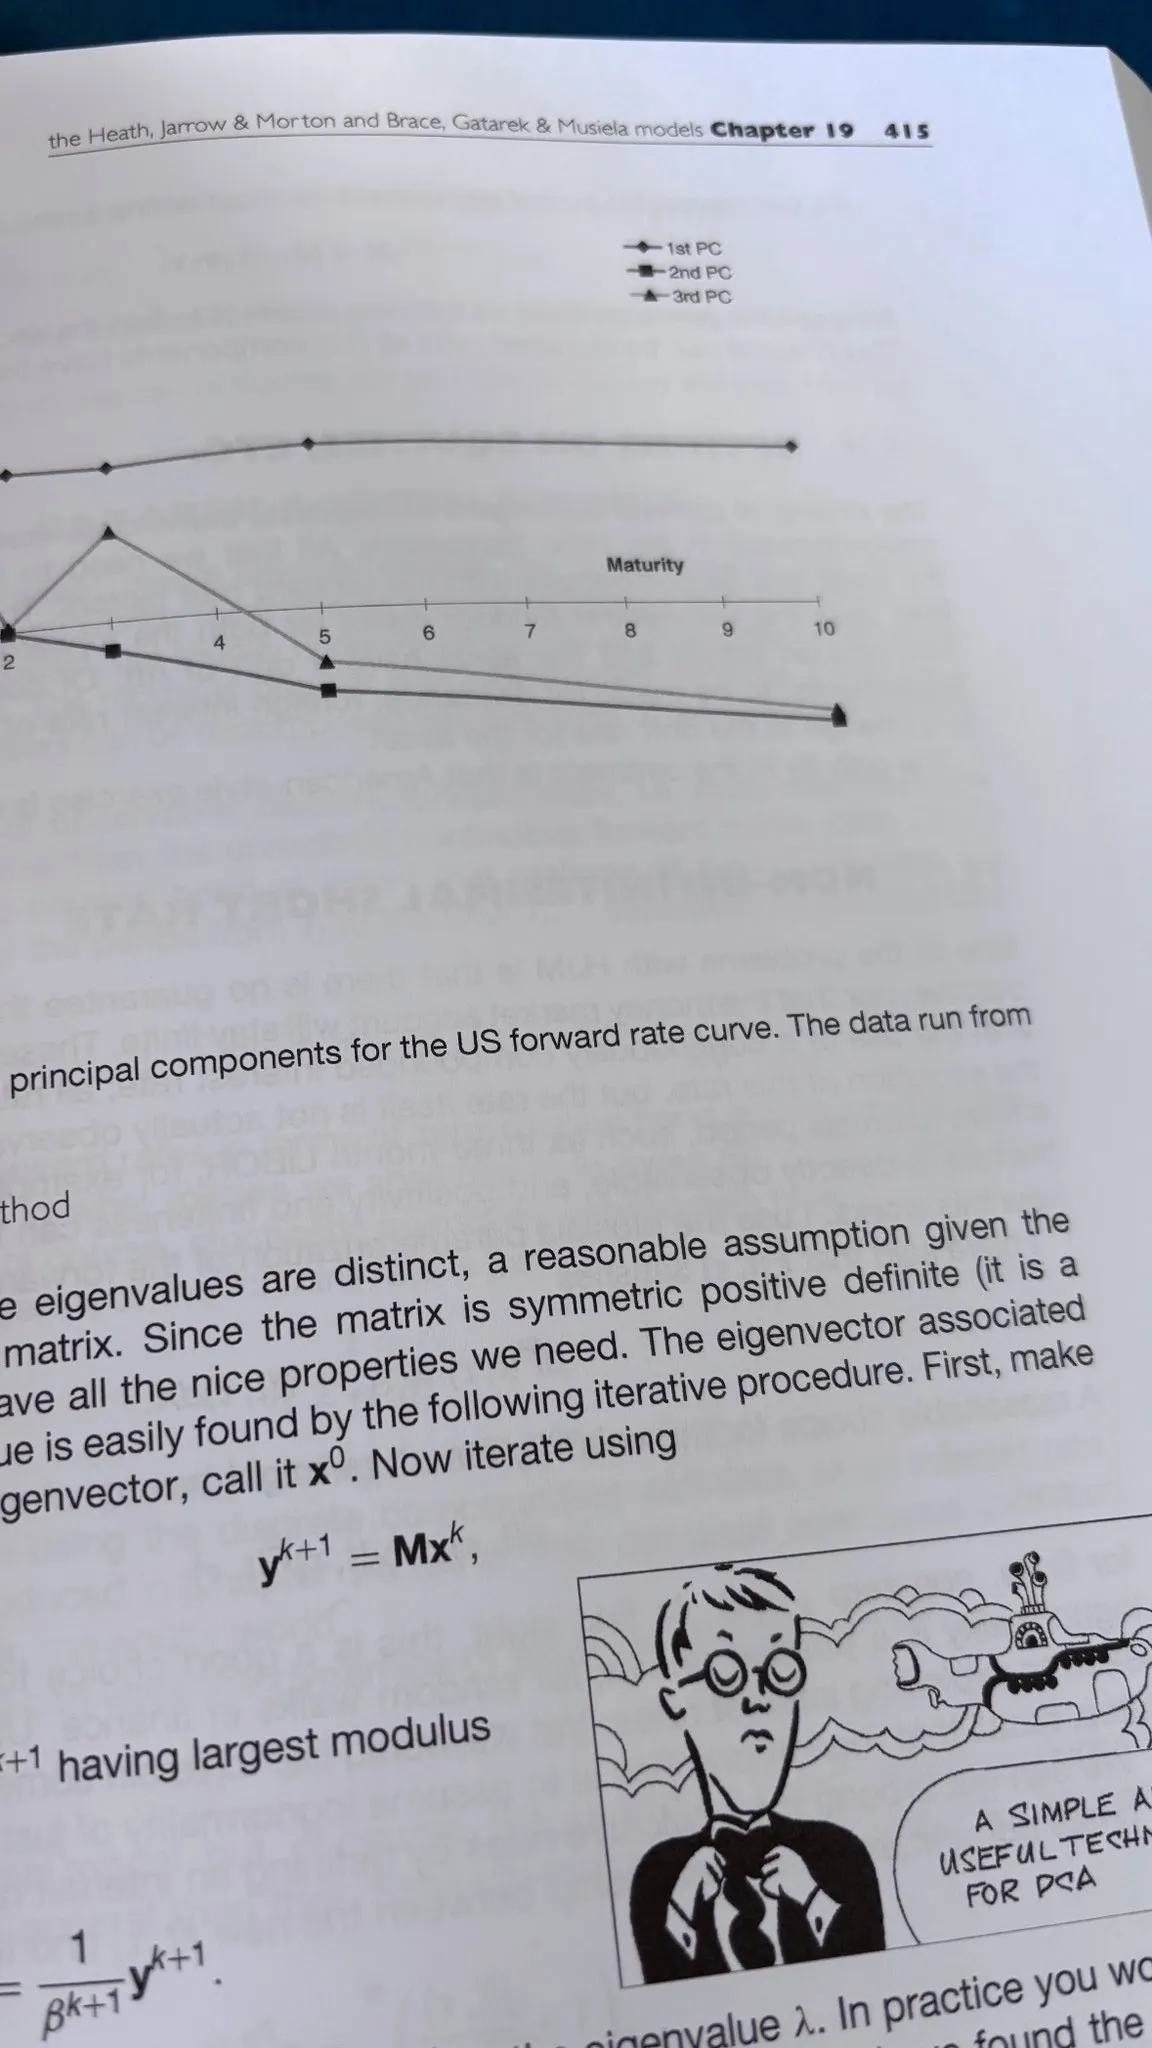 the Heath, Jarrow & Morton and Brace, Gatarek & Musiela models Chapter 19 415
1st PC
2nd PC
3rd PC
Maturity
2 4 5 6 7 8 9 10
principal components for the US forward rate curve. The data run from
thod
e eigenvalues are distinct, a reasonable assumption given the
matrix. Since the matrix is symmetric positive definite (it is a
ave all the nice properties we need. The eigenvector associated
ue is easily found by the following iterative procedure. First, make
genvector, call it x⁰. Now iterate using
yᵏ⁺¹ = Mxᵏ,
k+1 having largest modulus
A SIMPLE A
USEFUL TECHN
FOR PCA
= 1/βᵏ⁺¹ yᵏ⁺¹.
eigenvalue λ. In practice you wo
found the